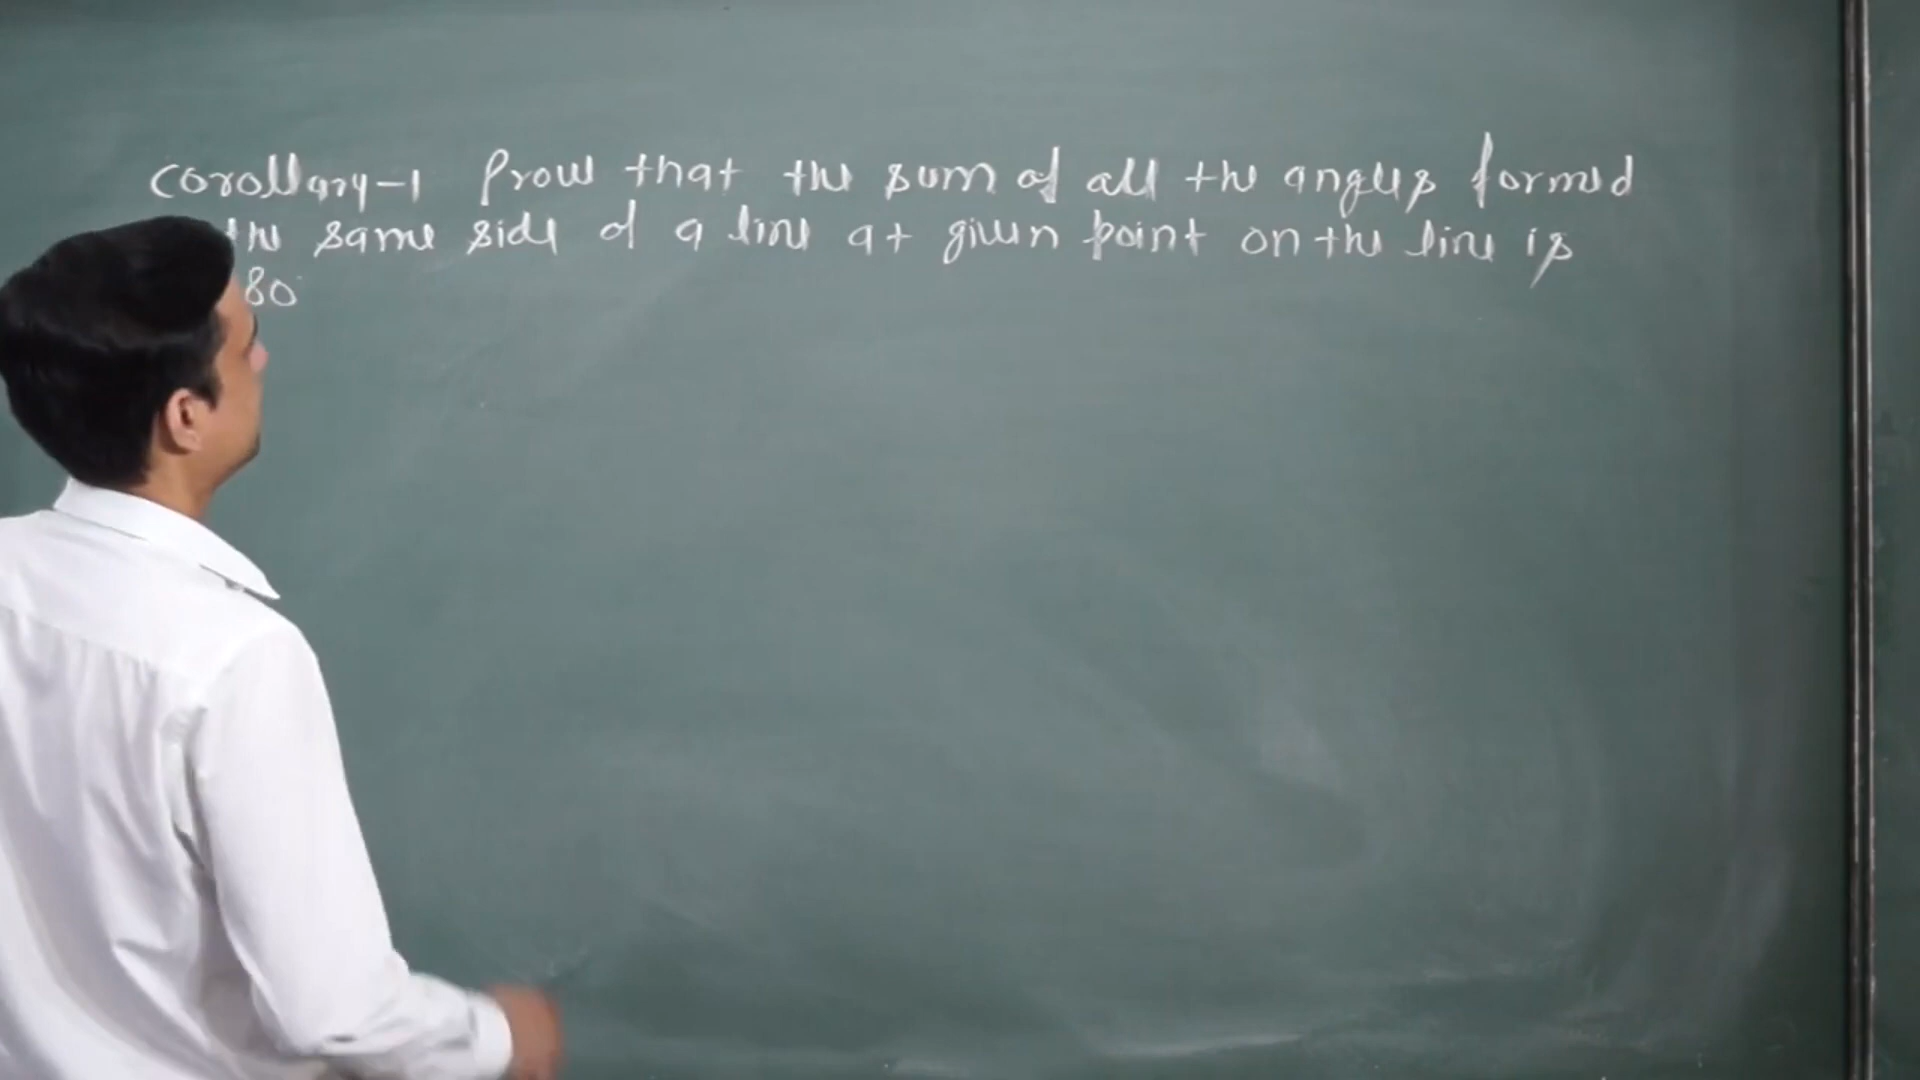 Corollary-1 Prove that the sum of all the angles formed
the same side of a line at given point on the line is
80°